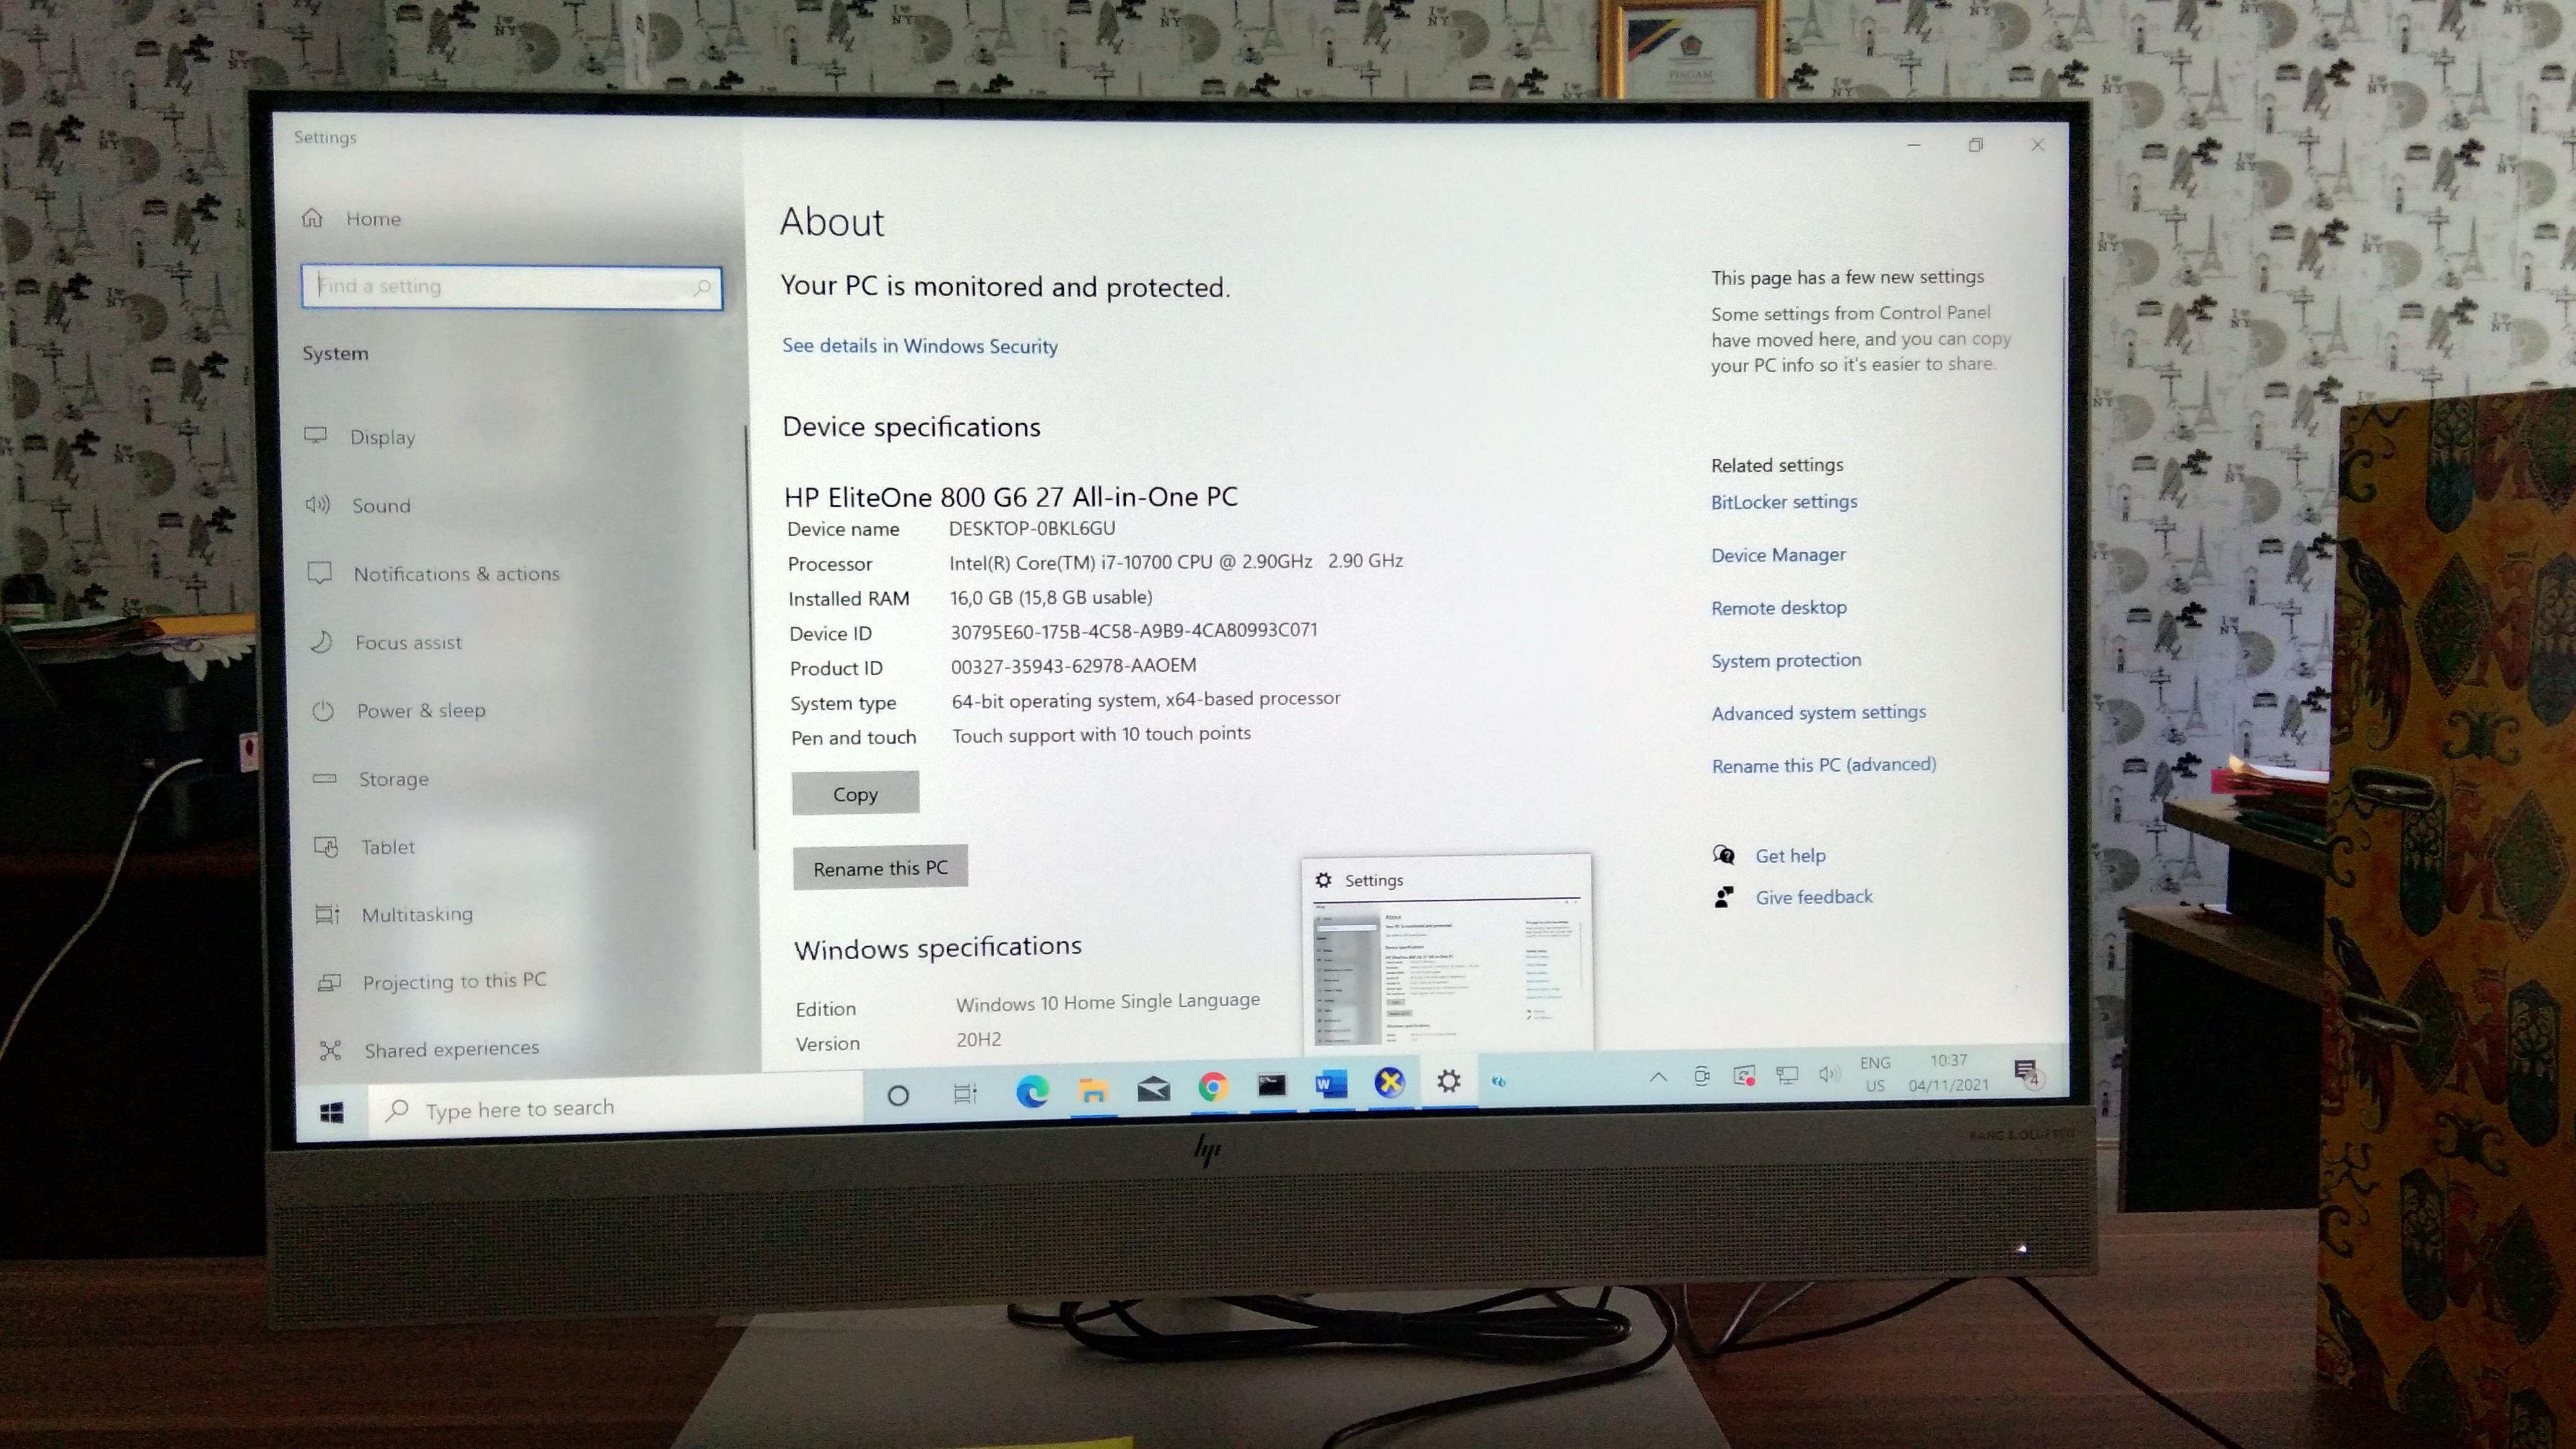 PIAGAM
Settings
Home
Find a setting
System
Display
Sound
Notifications & actions
Focus assist
Power & sleep
Storage
Tablet
Multitasking
Projecting to this PC
Shared experiences
About
Your PC is monitored and protected.
See details in Windows Security
Device specifications
HP EliteOne 800 G6 27 All-in-One PC
Device name DESKTOP-0BKL6GU
Processor Intel(R) Core(TM) i7-10700 CPU @ 2.90GHz 2.90 GHz
Installed RAM 16,0 GB (15,8 GB usable)
Device ID 30795E60-175B-4C58-A9B9-4CA80993C071
Product ID 00327-35943-62978-AAOEM
System type 64-bit operating system, x64-based processor
Pen and touch Touch support with 10 touch points
Copy
Rename this PC
Windows specifications
Edition Windows 10 Home Single Language
Version 20H2
This page has a few new settings
Some settings from Control Panel
have moved here, and you can copy
your PC info so it's easier to share.
Related settings
BitLocker settings
Device Manager
Remote desktop
System protection
Advanced system settings
Rename this PC (advanced)
Get help
Give feedback
Settings
Type here to search
ENG
US
10:37
04/11/2021
4
hp
BANG & OLUFSEN
I NY